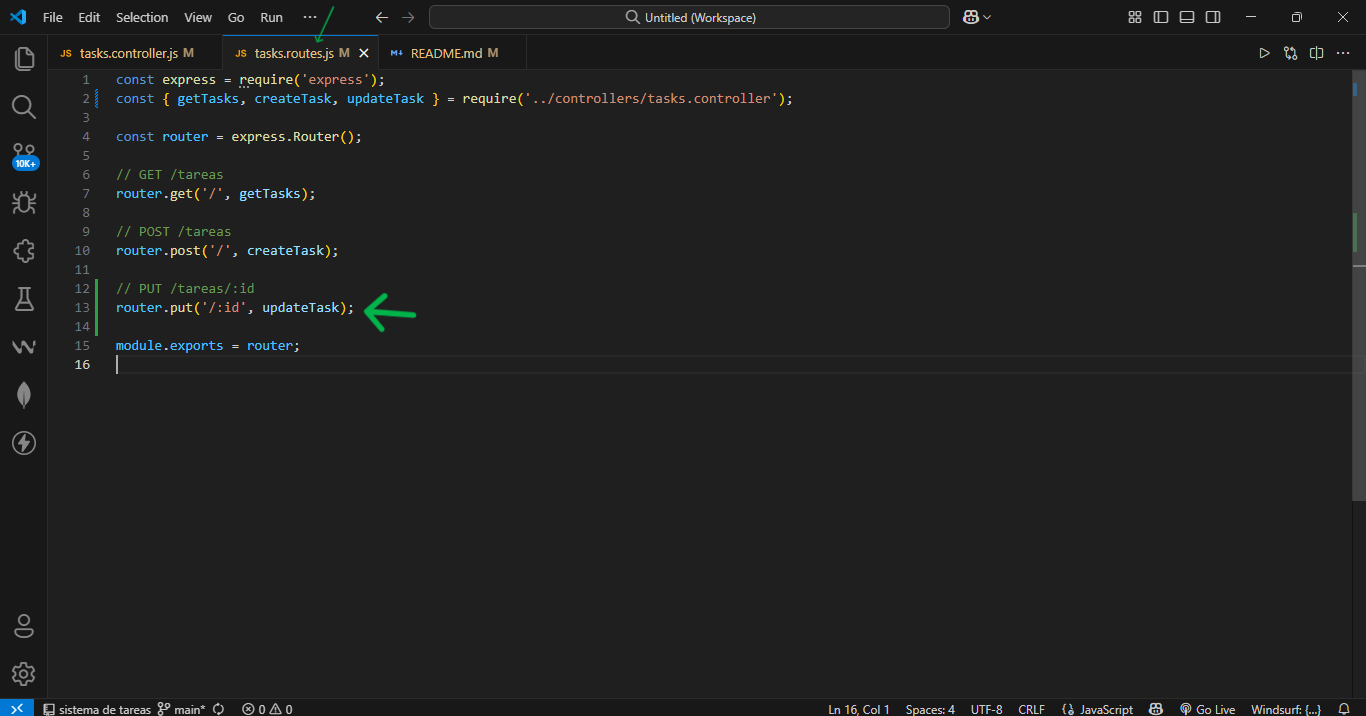 File Edit Selection View Go Run ··· Untitled (Workspace)
JS tasks.controller.js M JS tasks.routes.js M README.md M
1 const express = require('express');
2 const { getTasks, createTask, updateTask } = require('../controllers/tasks.controller');
3
4 const router = express.Router();
5
6 // GET /tareas
7 router.get('/', getTasks);
8
9 // POST /tareas
10 router.post('/', createTask);
11
12 // PUT /tareas/:id
13 router.put('/:id', updateTask);
14
15 module.exports = router;
16
10K+
sistema de tareas main* 0 0 Ln 16, Col 1 Spaces: 4 UTF-8 CRLF {} JavaScript Go Live Windsurf: {...}